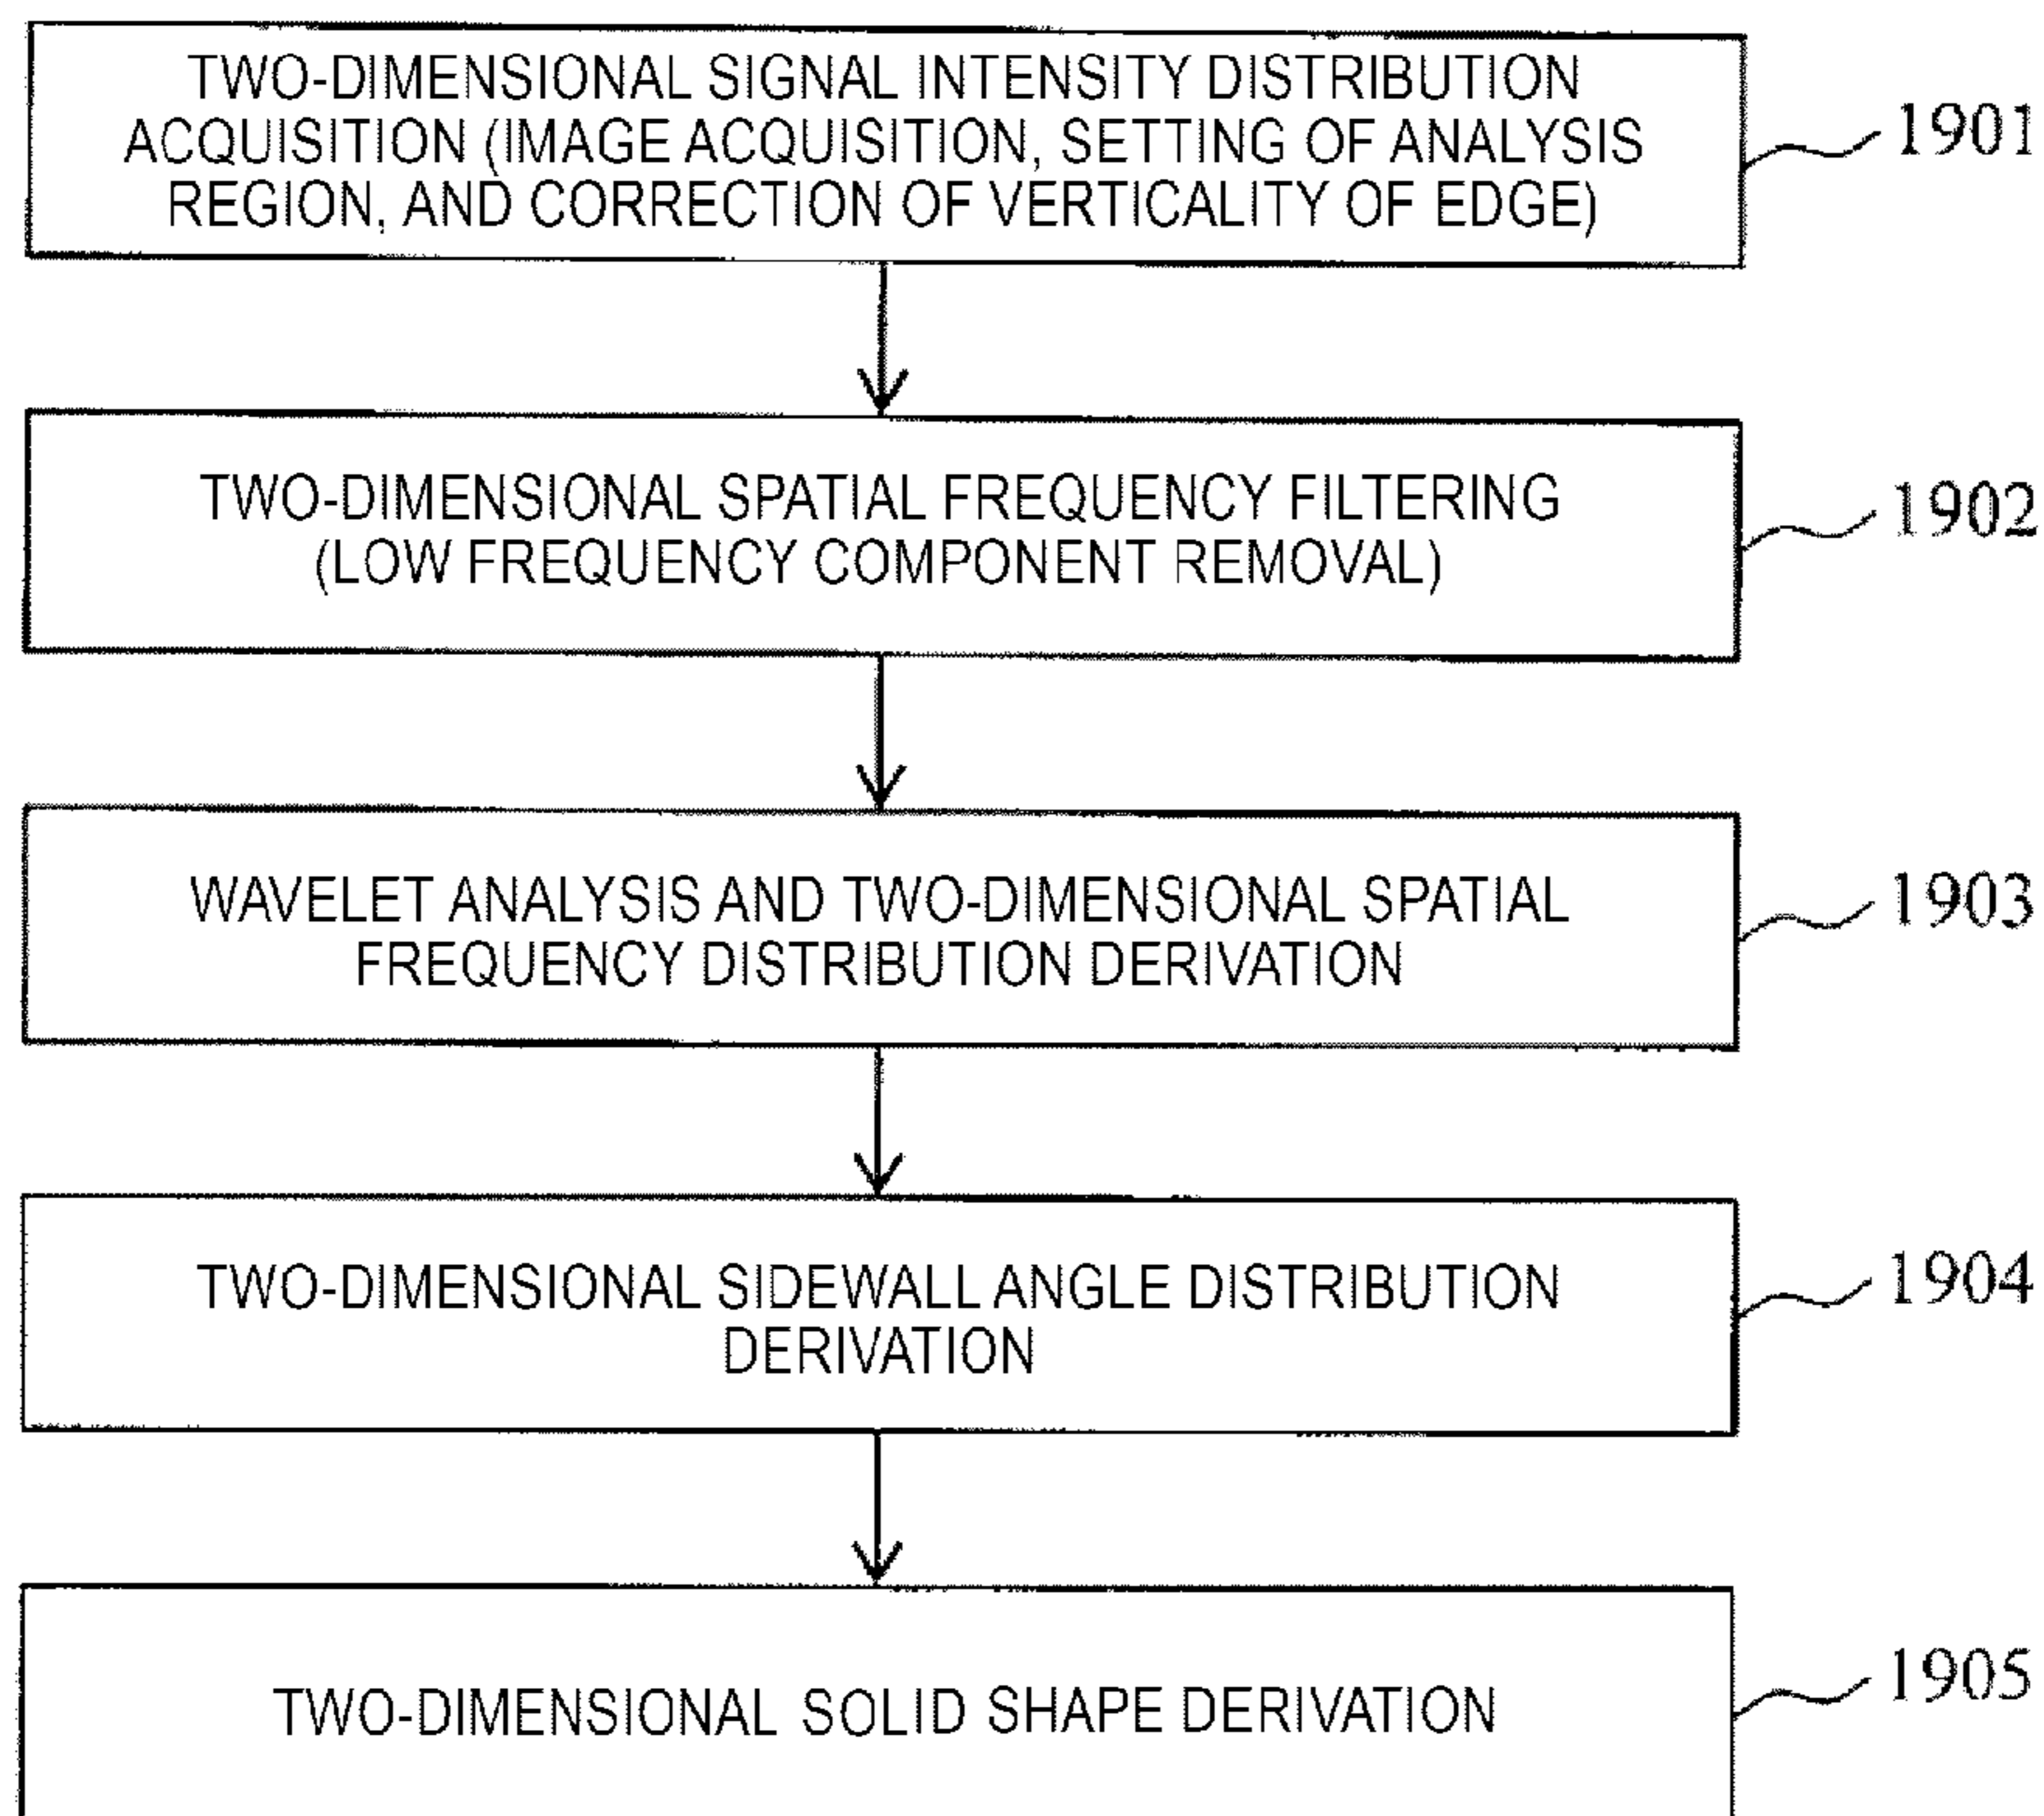 TWO-DIMENSIONAL SIGNAL INTENSITY DISTRIBUTION
ACQUISITION (IMAGE ACQUISITION, SETTING OF ANALYSIS
REGION, AND CORRECTION OF VERTICALITY OF EDGE)
1901
TWO-DIMENSIONAL SPATIAL FREQUENCY FILTERING
(LOW FREQUENCY COMPONENT REMOVAL)
1902
WAVELET ANALYSIS AND TWO-DIMENSIONAL SPATIAL
FREQUENCY DISTRIBUTION DERIVATION
1903
TWO-DIMENSIONAL SIDEWALL ANGLE DISTRIBUTION
DERIVATION
1904
TWO-DIMENSIONAL SOLID SHAPE DERIVATION
1905